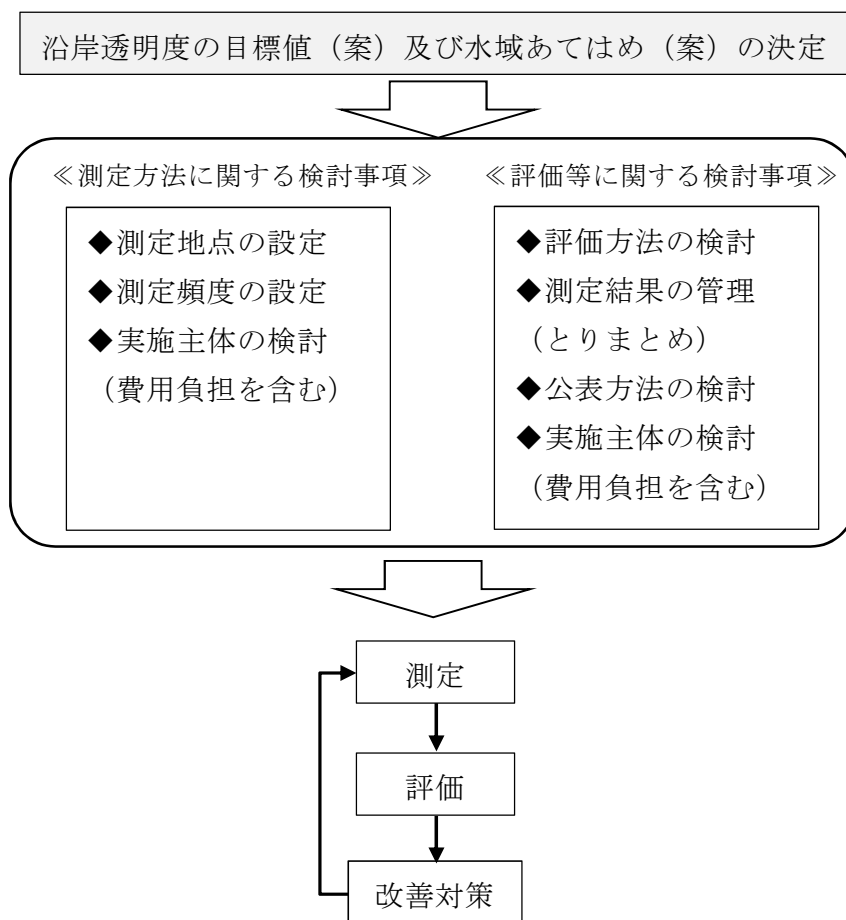 沿岸透明度の目標値（案）及び水域あてはめ（案）の決定
≪測定方法に関する検討事項≫
◆測定地点の設定
◆測定頻度の設定
◆実施主体の検討
（費用負担を含む）
≪評価等に関する検討事項≫
◆評価方法の検討
◆測定結果の管理
（とりまとめ）
◆公表方法の検討
◆実施主体の検討
（費用負担を含む）
測定
評価
改善対策